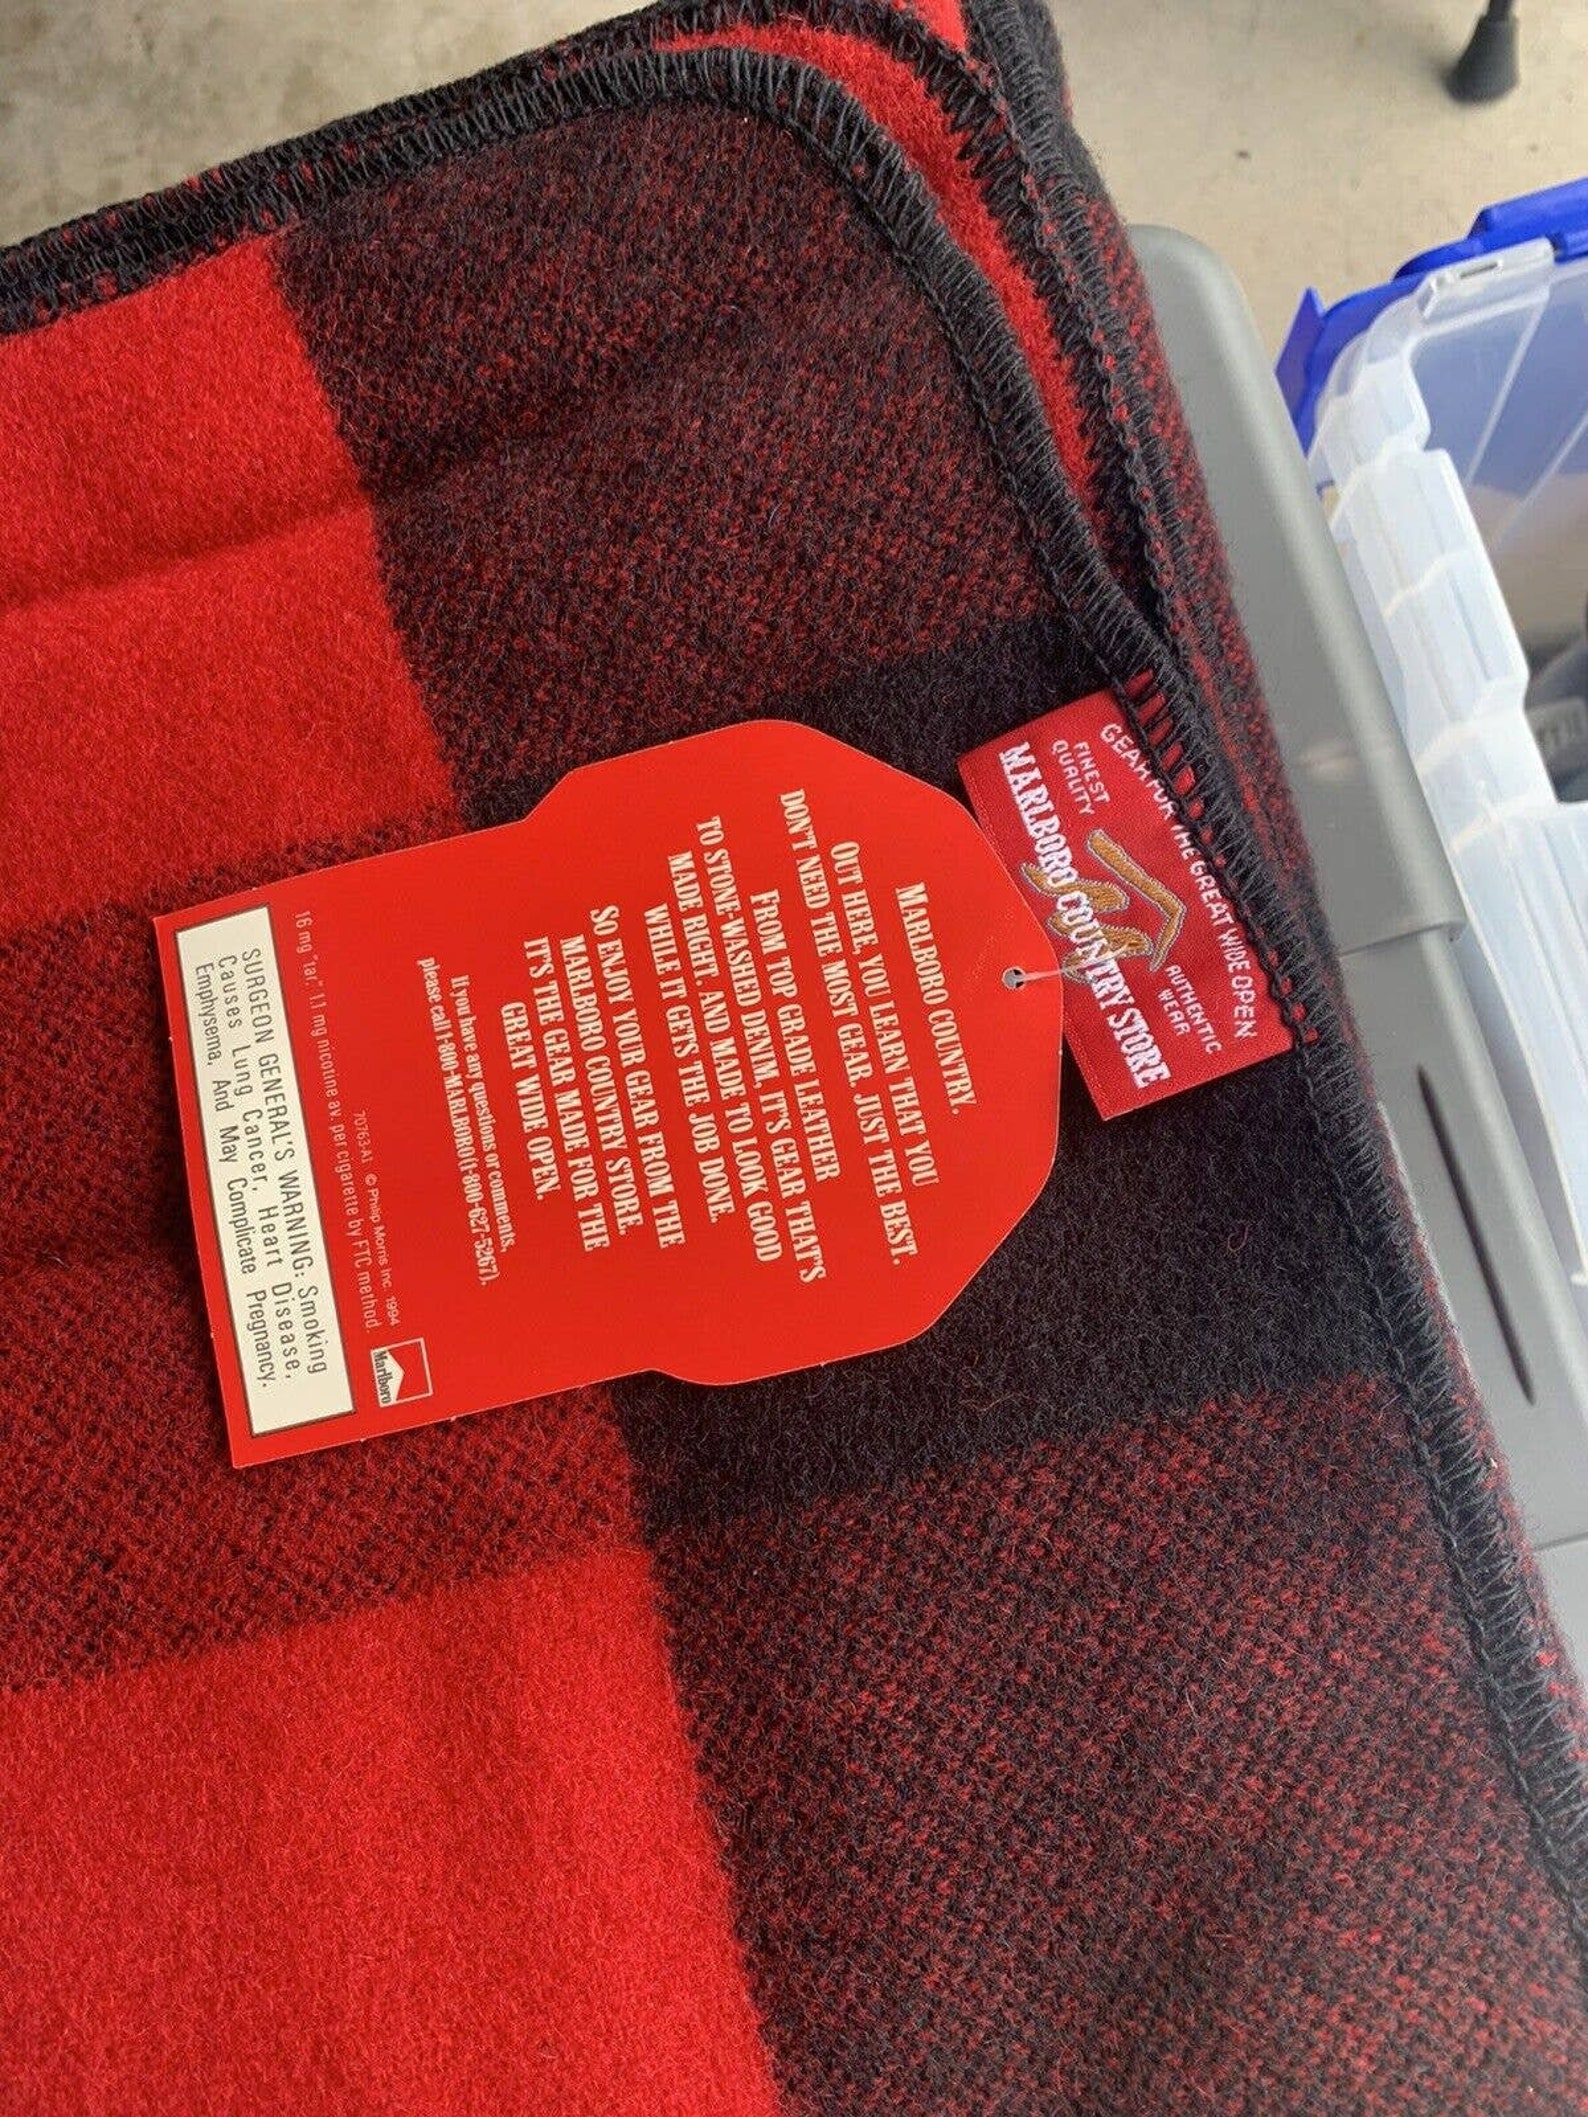 GEAR FOR THE GREAT WIDE OPEN
FINEST
QUALITY
AUTHENTIC
WEAR
MARLBORO COUNTRY STORE
MARLBORO COUNTRY.
OUT HERE, YOU LEARN THAT YOU
DON'T NEED THE MOST GEAR. JUST THE BEST.
FROM TOP GRADE LEATHER
TO STONE-WASHED DENIM, IT'S GEAR THAT'S
MADE RIGHT. AND MADE TO LOOK GOOD
WHILE IT GETS THE JOB DONE.
SO ENJOY YOUR GEAR FROM THE
MARLBORO COUNTRY STORE.
IT'S THE GEAR MADE FOR THE
GREAT WIDE OPEN.
If you have any questions or comments,
please call 1-800-MARLBORO (1-800-627-5267).
70763-A1 © Philip Morris Inc. 1994
Marlboro
16 mg "tar," 1.1 mg nicotine av. per cigarette by FTC method.
SURGEON GENERAL'S WARNING: Smoking
Causes Lung Cancer, Heart Disease,
Emphysema, And May Complicate Pregnancy.